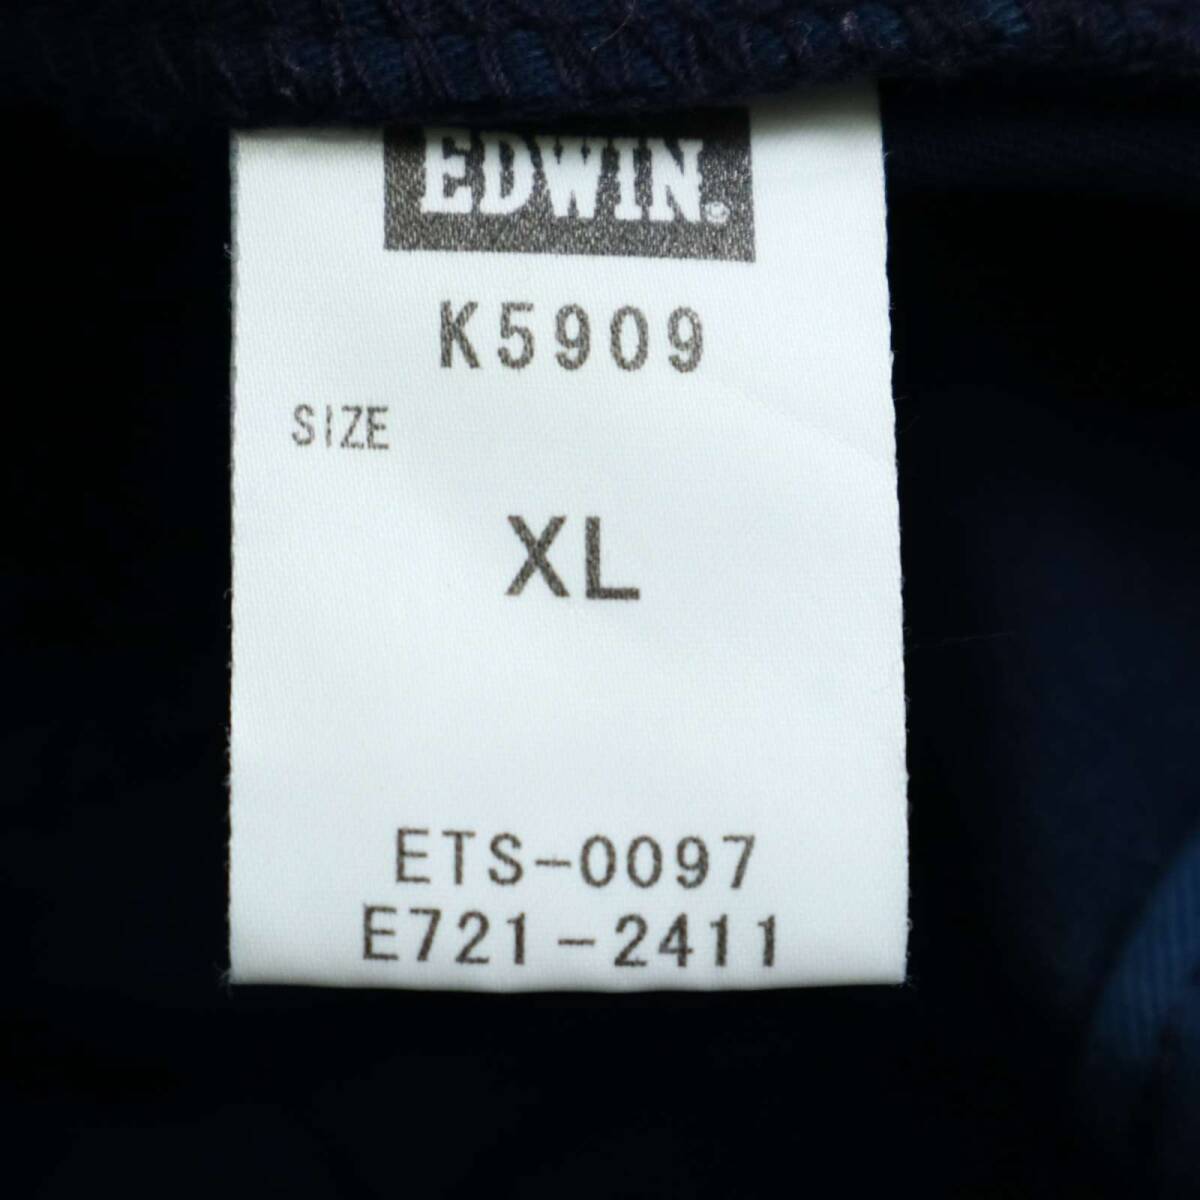 EDWIN
K5909
SIZE
XL
ETS-0097
E721-2411